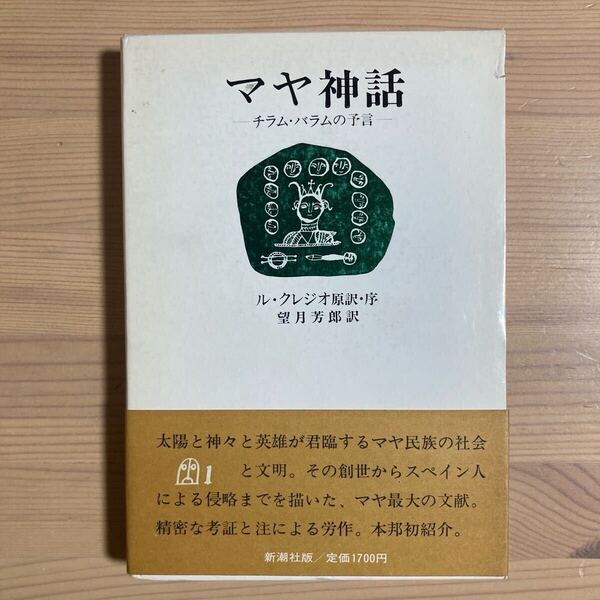 マヤ神話
―チラム・バラムの予言―
ル・クレジオ原訳・序
望月芳郎訳
太陽と神々と英雄が君臨するマヤ民族の社会
1 と文明。その創世からスペイン人
による侵略までを描いた、マヤ最大の文献。
精密な考証と注による労作。本邦初紹介。
新潮社版／定価1700円